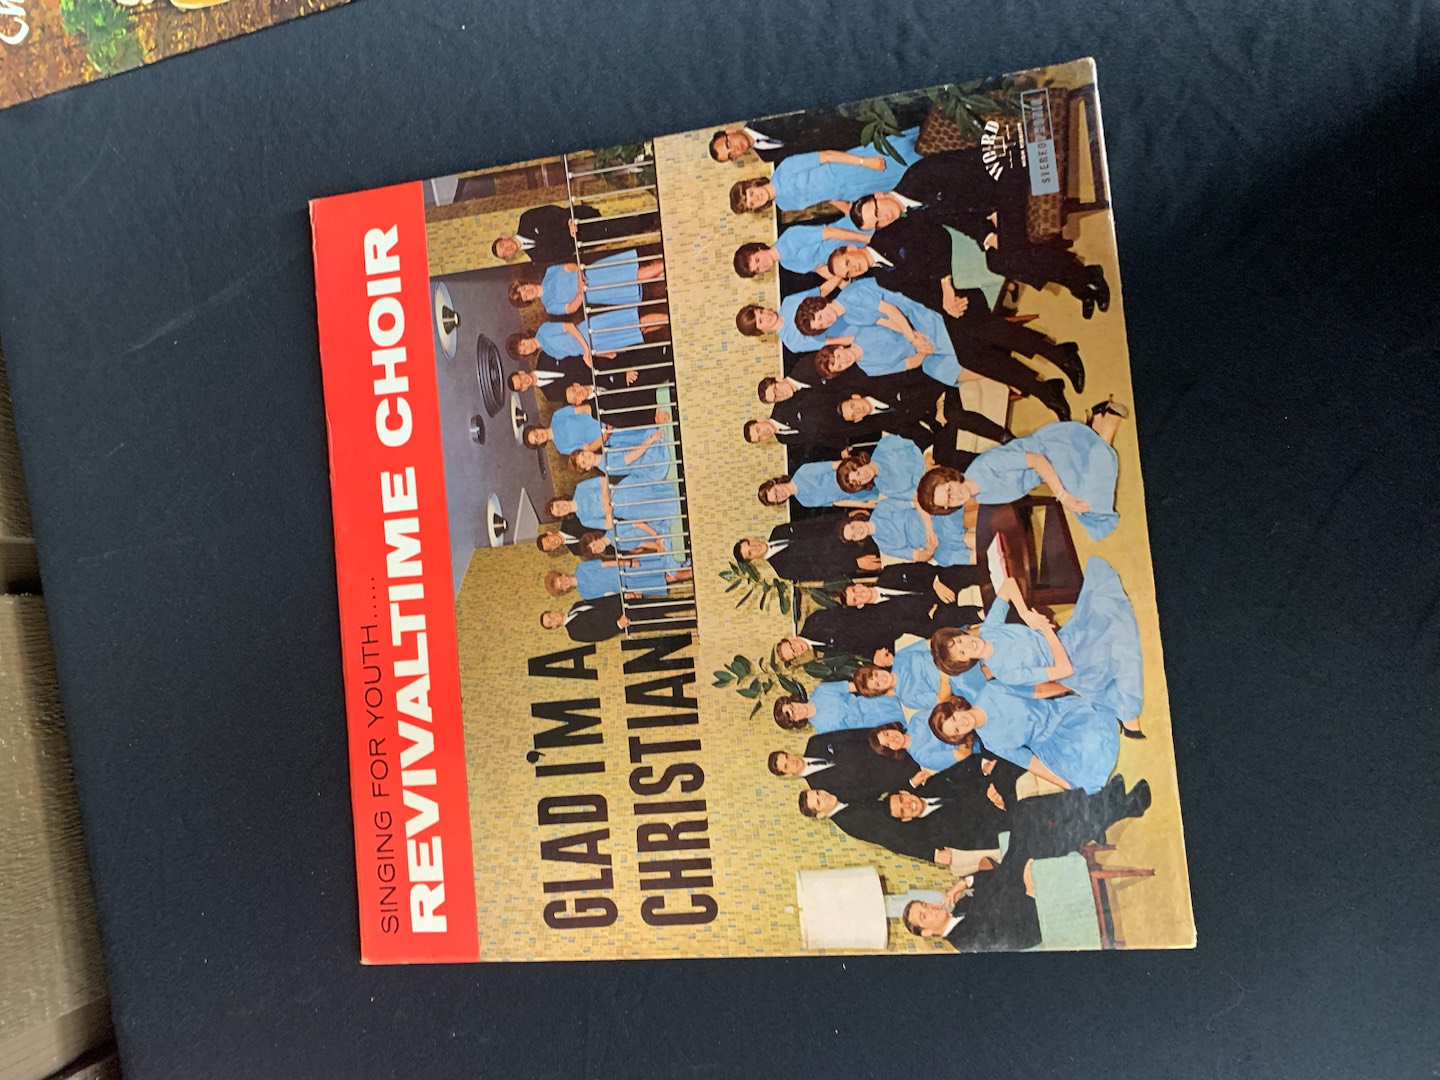 SINGING FOR YOUTH......
REVIVALTIME CHOIR
GLAD I'M A
CHRISTIAN
WORD
STEREO